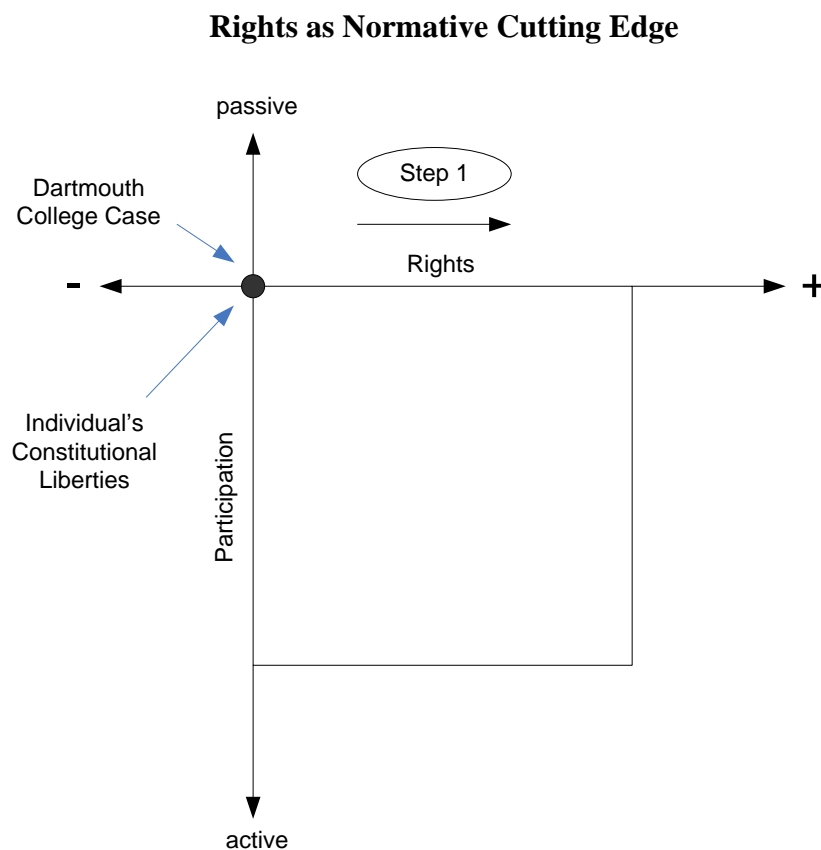 Rights as Normative Cutting Edge
passive
Step 1
Dartmouth
College Case
Rights
-
+
Individual’s
Constitutional
Liberties
Participation
active